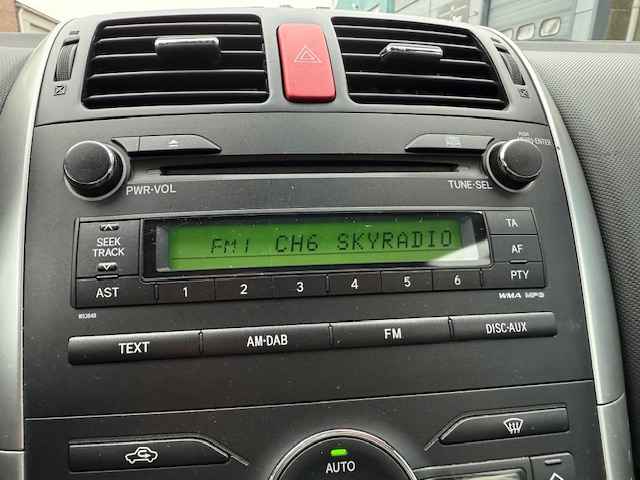 PWR·VOL
TUNE·SEL
SEEK
TRACK
FM1 CH6 SKYRADIO
TA
AF
PTY
AST 1 2 3 4 5 6
WMA MP3
TEXT AM·DAB FM DISC·AUX
AUTO